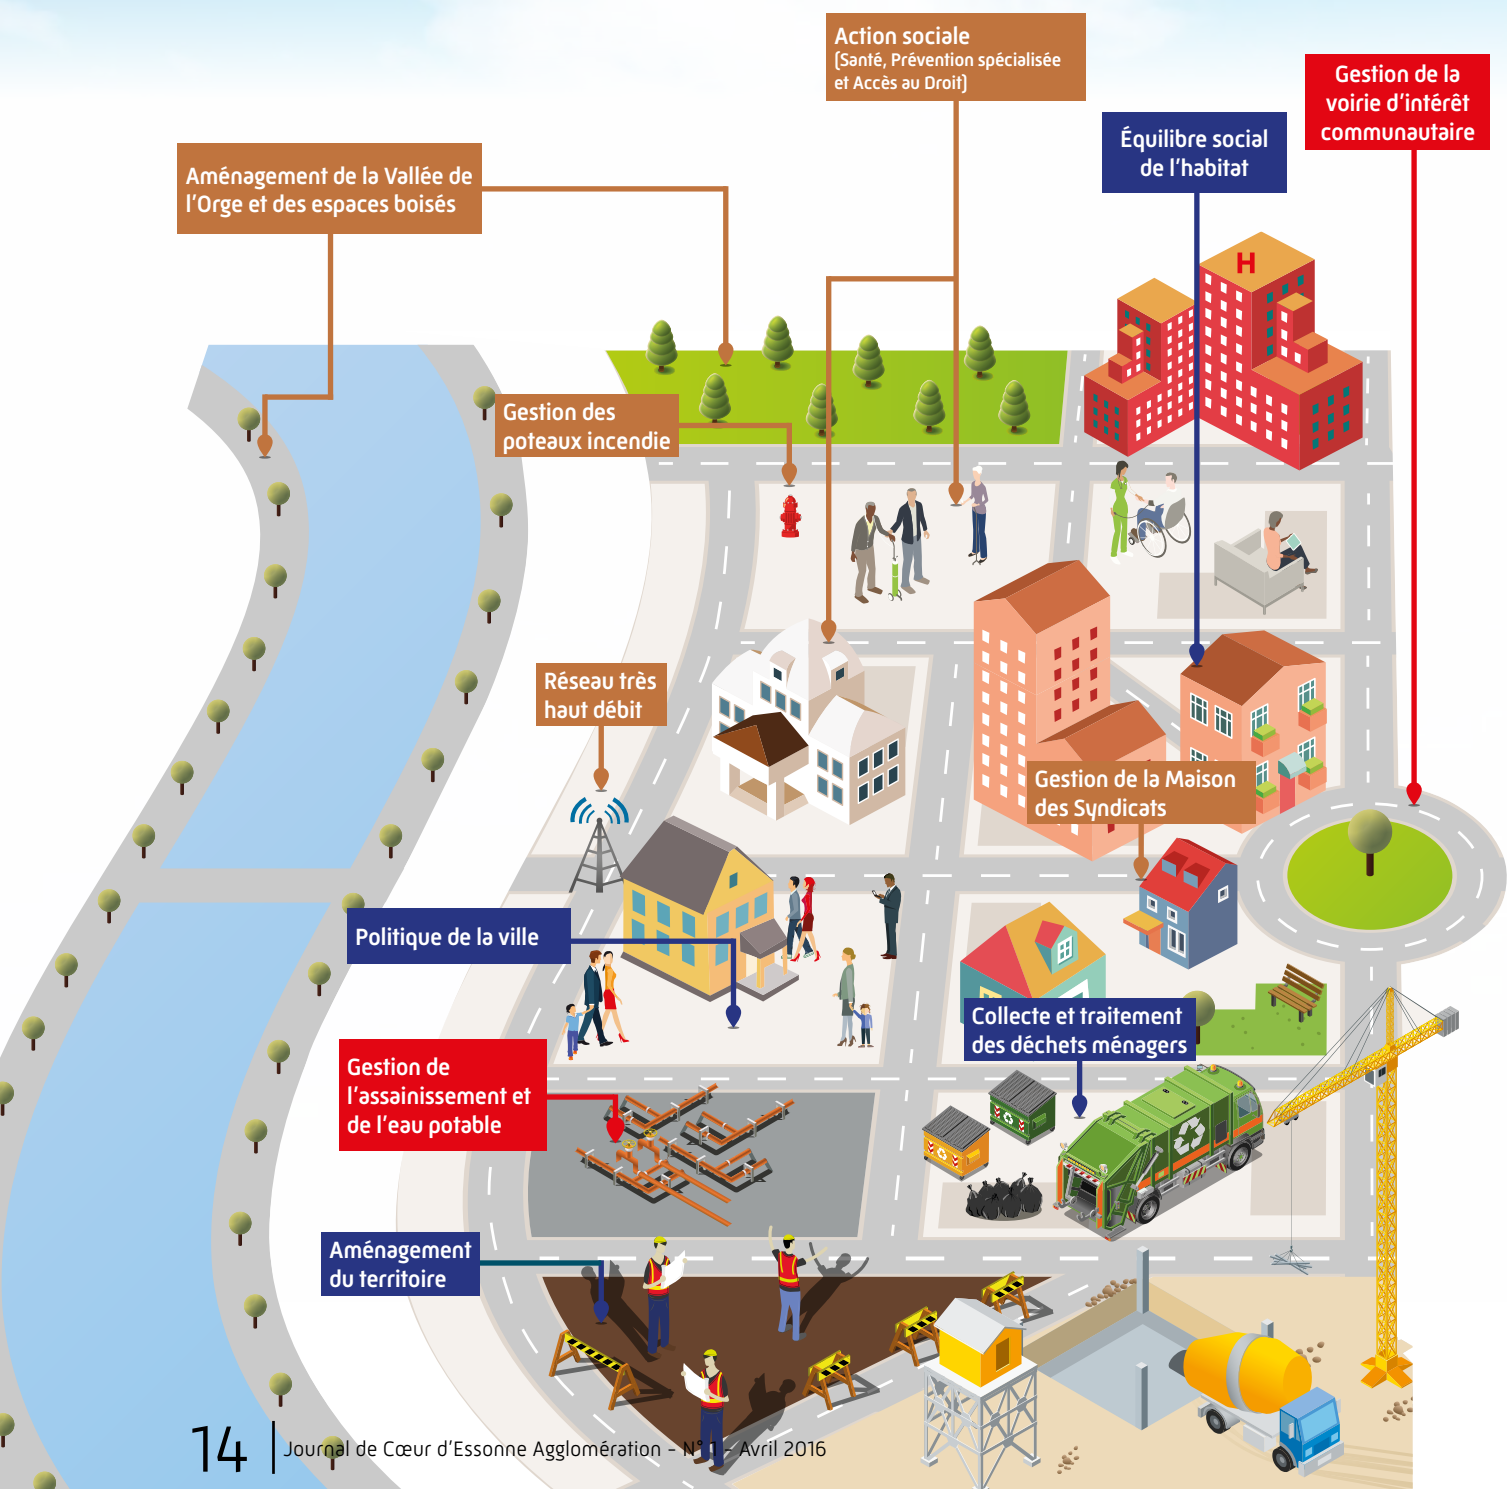 Action sociale
(Santé, Prévention spécialisée
et Accès au Droit)
Gestion de la
voirie d'intérêt
communautaire
Équilibre social
de l'habitat
Aménagement de la Vallée de
l'Orge et des espaces boisés
H
Gestion des
poteaux incendie
Réseau très
haut débit
Gestion de la Maison
des Syndicats
Politique de la ville
Collecte et traitement
des déchets ménagers
Gestion de
l'assainissement et
de l'eau potable
Aménagement
du territoire
14
Journal de Cœur d'Essonne Agglomération - N° 1 - Avril 2016